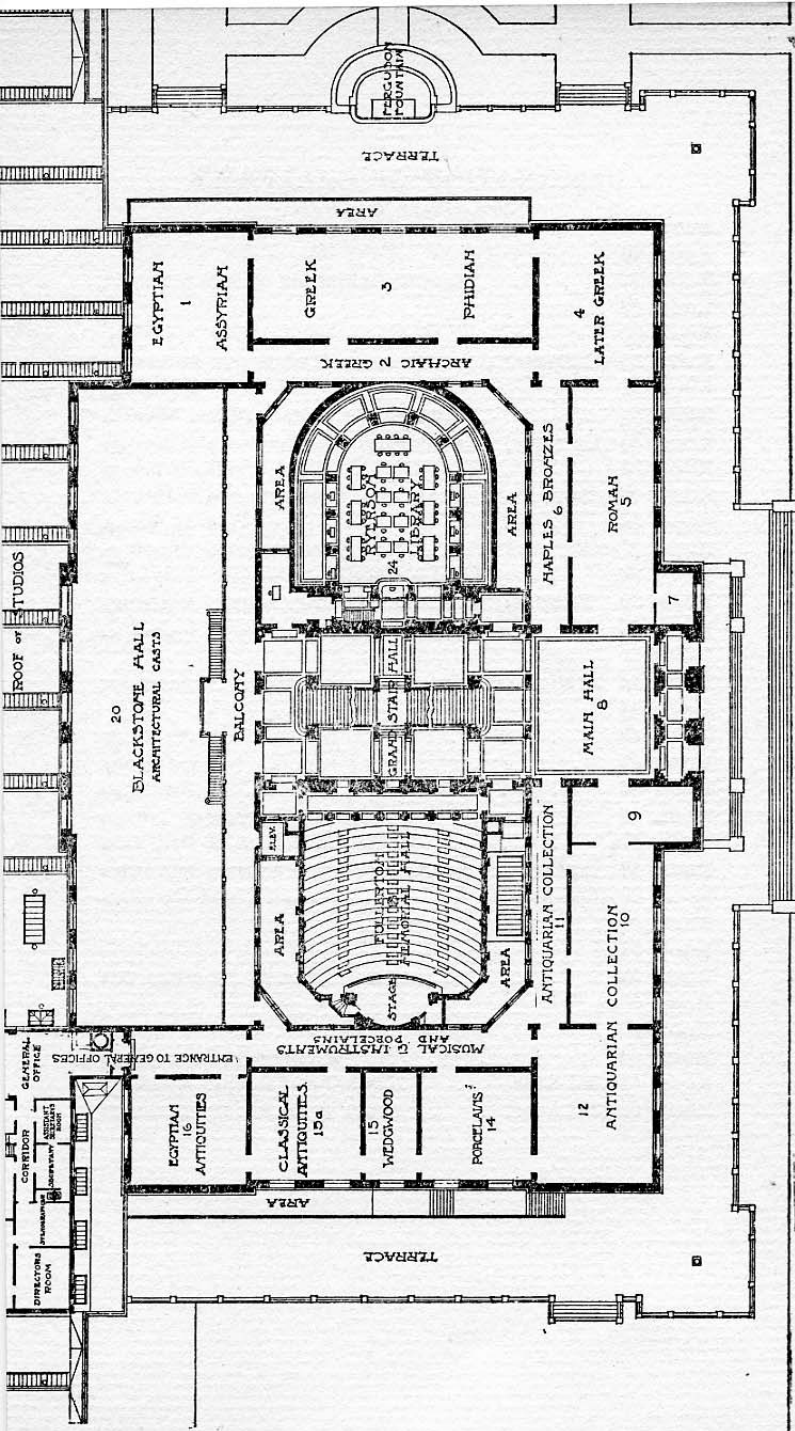 FERGUSON
FOUNTAIN
TERRACE
AREA
EGYPTIAN
1
ASSYRIAN
GREEK
3
PHIDIAN
4
LATER GREEK
ARCHAIC 2 GREEK
AREA
RYERSON
LIBRARY
24
AREA
NAPLES BRONZES
6
ROMAN
5
7
ROOF OF STUDIOS
20
BLACKSTONE HALL
ARCHITECTURAL CASTS
BALCONY
GRAND STAIR HALL
MAIN HALL
8
9
ELEV.
AREA
FULLERTON
MEMORIAL HALL
STAGE
AREA
ANTIQUARIAN COLLECTION
11
10
ANTIQUARIAN COLLECTION
12
MUSICAL G INSTRUMENTS
AND PORCELAINS
ENTRANCE TO GENERAL OFFICES
GENERAL
OFFICE
CORRIDOR
ASSISTANT
SECRETARYS
ROOM
SECRETARY
DIRECTORS
ROOM
EGYPTIAN
16
ANTIQUITIES
CLASSICAL
ANTIQUITIES.
15a
15
WEDGWOOD
PORCELAINS
14
AREA
TERRACE